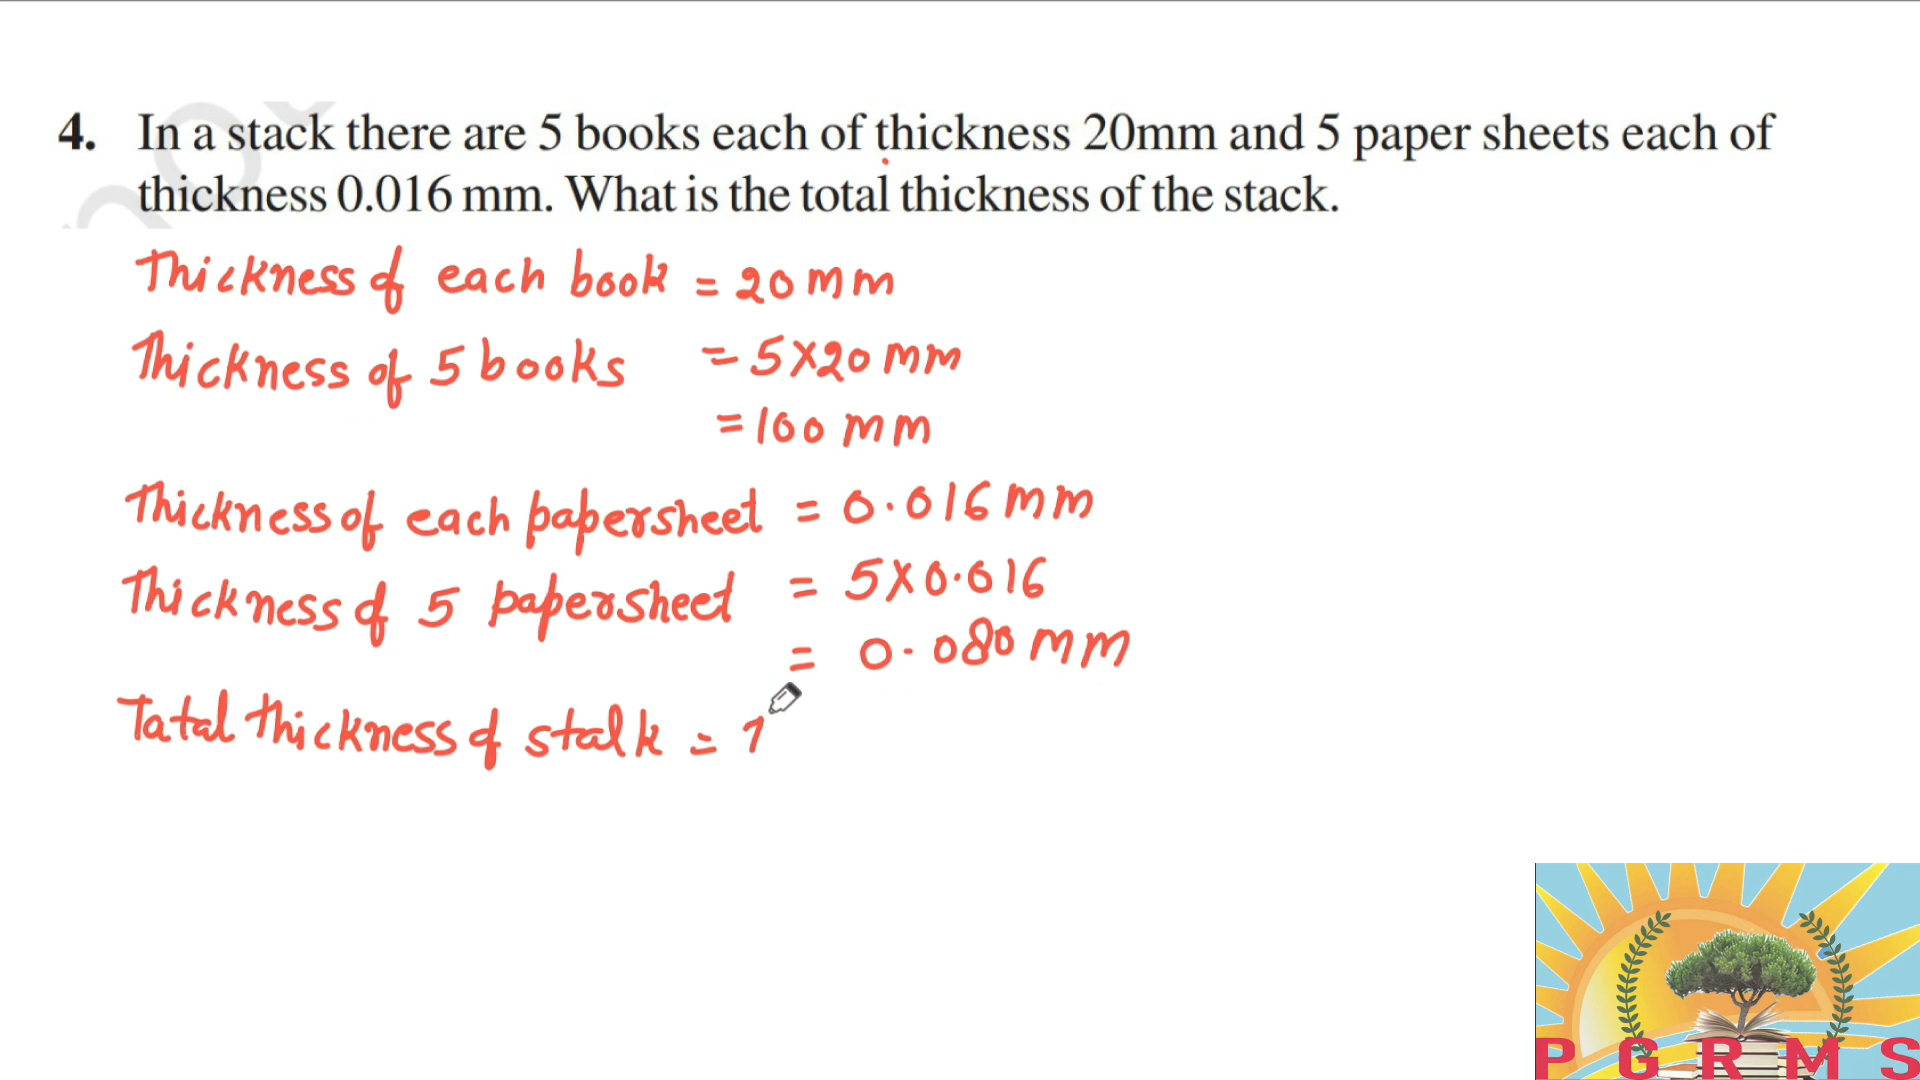 4. In a stack there are 5 books each of thickness 20mm and 5 paper sheets each of
thickness 0.016 mm. What is the total thickness of the stack.
Thickness of each book = 20 mm
Thickness of 5 books = 5×20 mm
= 100 mm
Thickness of each papersheet = 0.016 mm
Thickness of 5 papersheet = 5×0.016
= 0.080 mm
Tatal thickness of stalk = 1
P G R M S